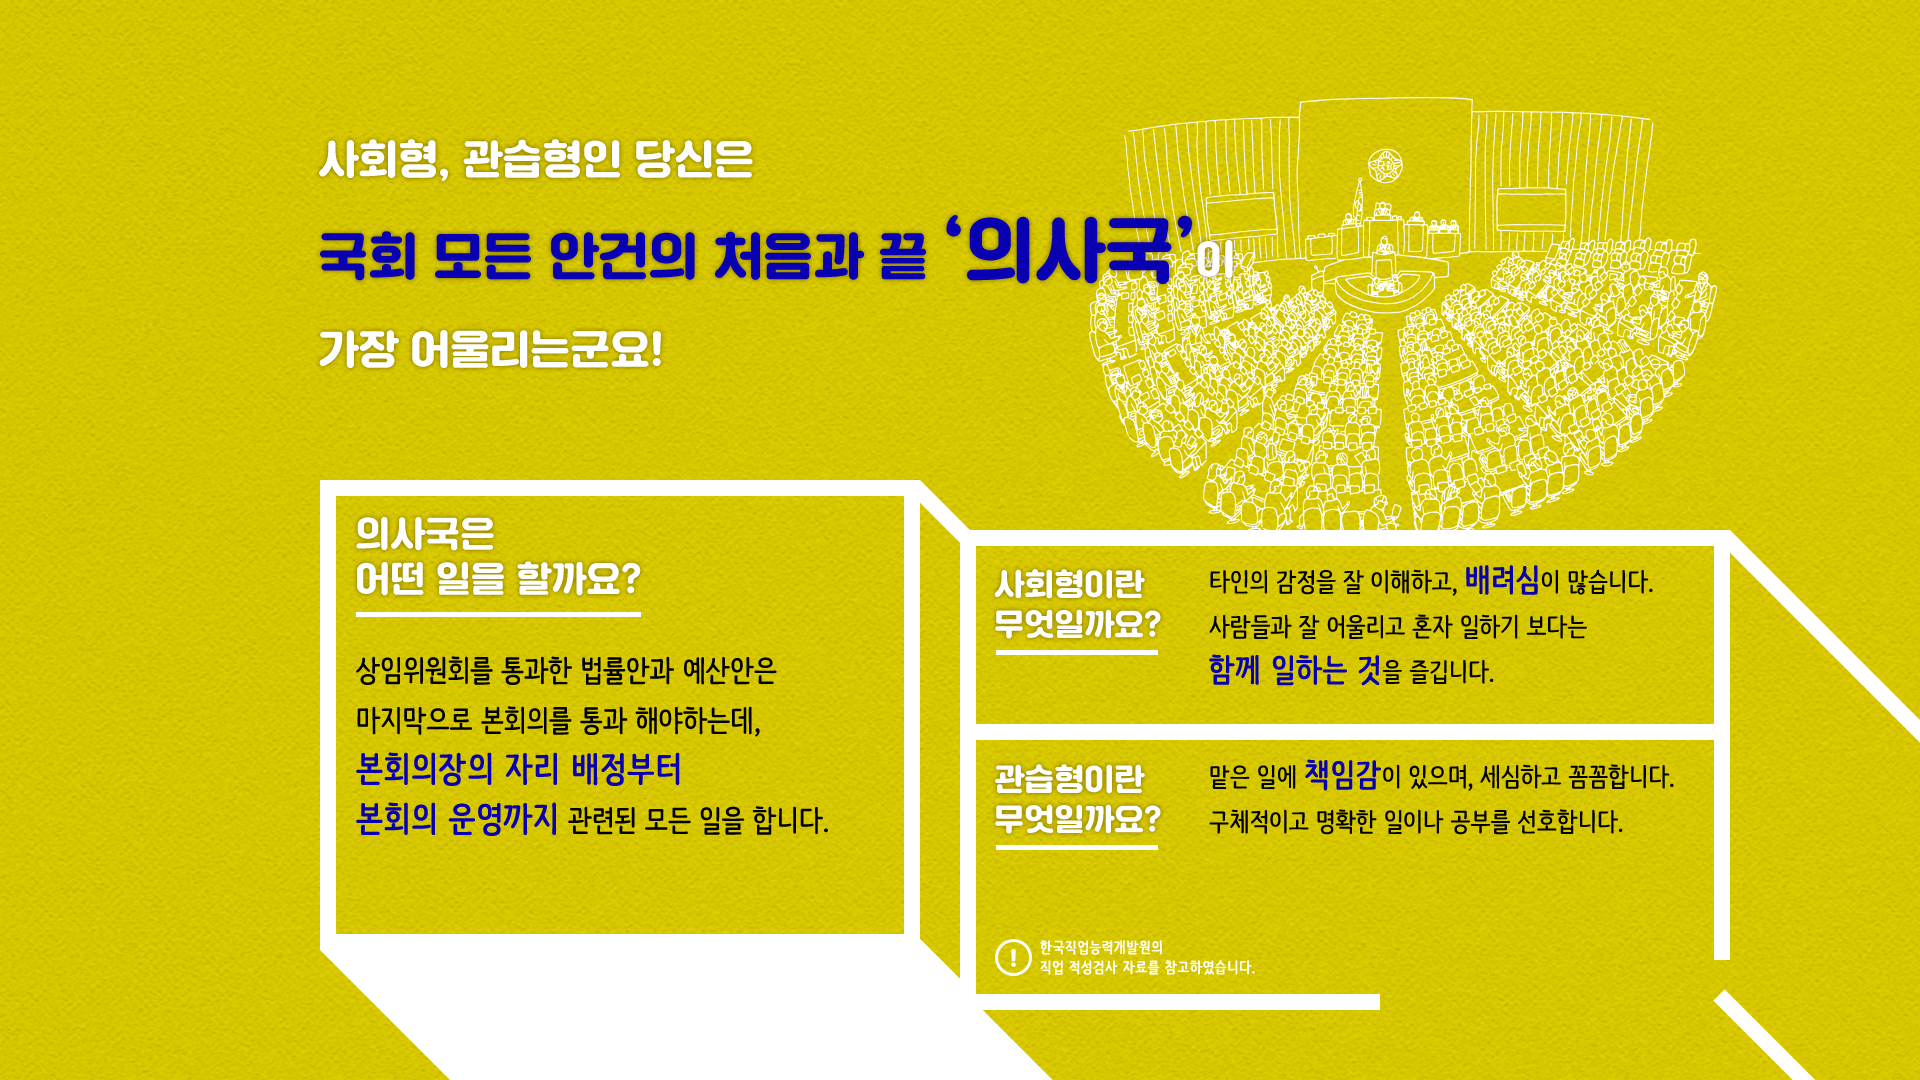 사회형, 관습형인 당신은
국회 모든 안건의 처음과 끝 ‘의사국’이
가장 어울리는군요!
의사국은
어떤 일을 할까요?
상임위원회를 통과한 법률안과 예산안은
마지막으로 본회의를 통과 해야하는데,
본회의장의 자리 배정부터
본회의 운영까지 관련된 모든 일을 합니다.
사회형이란
무엇일까요?
타인의 감정을 잘 이해하고, 배려심이 많습니다.
사람들과 잘 어울리고 혼자 일하기 보다는
함께 일하는 것을 즐깁니다.
관습형이란
무엇일까요?
맡은 일에 책임감이 있으며, 세심하고 꼼꼼합니다.
구체적이고 명확한 일이나 공부를 선호합니다.
한국직업능력개발원의
직업 적성검사 자료를 참고하였습니다.